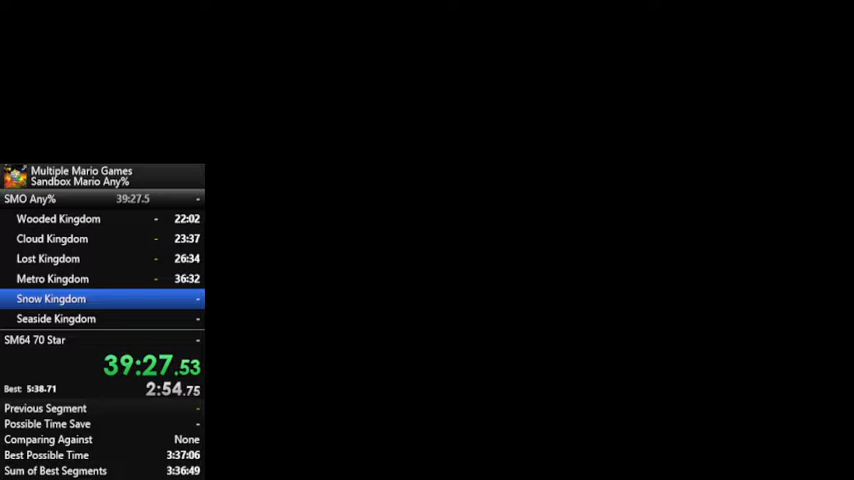 Multiple Mario Games
Sandbox Mario Any%
SMO Any% 39:27.5 -
Wooded Kingdom - 22:02
Cloud Kingdom - 23:37
Lost Kingdom - 26:34
Metro Kingdom - 36:32
Snow Kingdom -
Seaside Kingdom -
SM64 70 Star -
39:27.53
Best: 5:38.71 2:54.75
Previous Segment -
Possible Time Save -
Comparing Against None
Best Possible Time 3:37:06
Sum of Best Segments 3:36:49